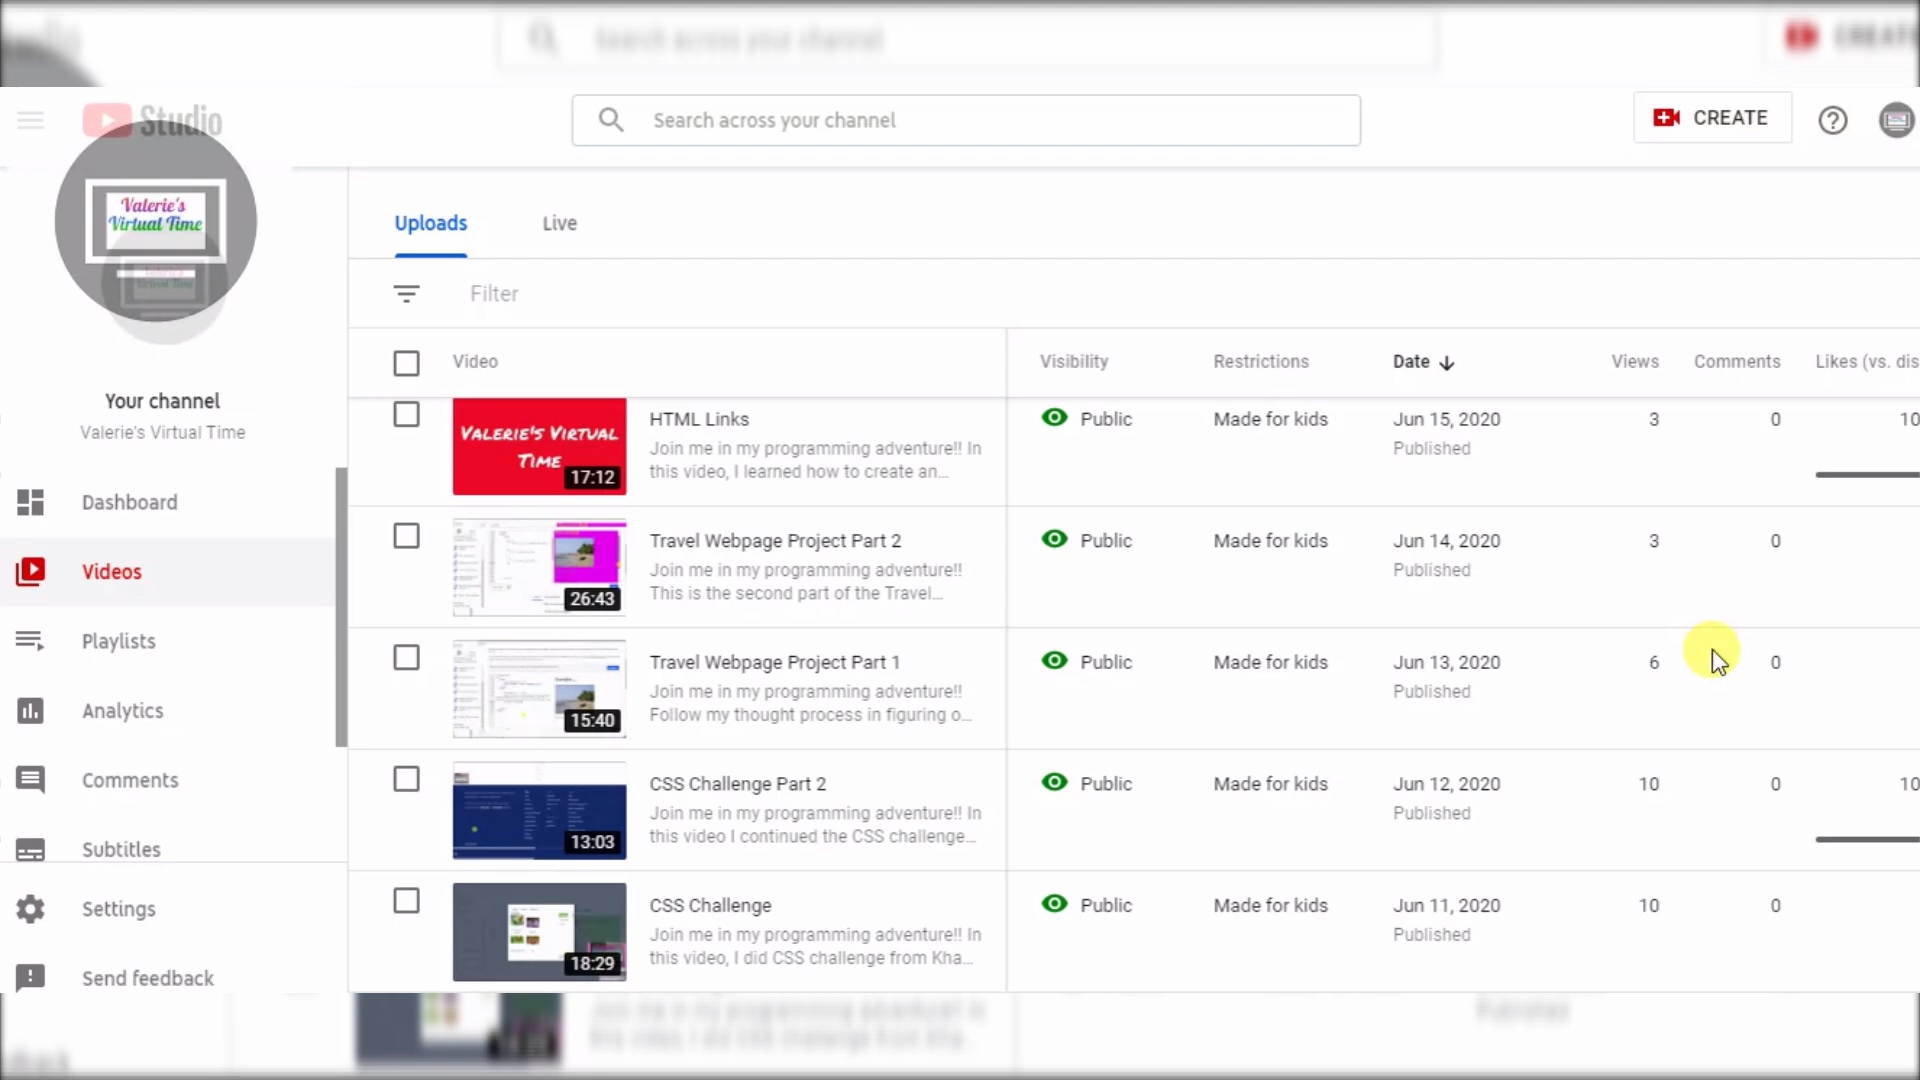 Search across your channel
CREATE
Studio
Search across your channel
CREATE
Valerie's
Virtual Time
Your channel
Valerie's Virtual Time
Dashboard
Videos
Playlists
Analytics
Comments
Subtitles
Settings
Send feedback
Uploads
Live
Filter
Video
Visibility
Restrictions
Date
Views
Comments
Likes (vs. dis
VALERIE'S VIRTUAL
TIME
17:12
HTML Links
Join me in my programming adventure!! In
this video, I learned how to create an...
Public
Made for kids
Jun 15, 2020
Published
3
0
10
26:43
Travel Webpage Project Part 2
Join me in my programming adventure!!
This is the second part of the Travel...
Public
Made for kids
Jun 14, 2020
Published
3
0
15:40
Travel Webpage Project Part 1
Join me in my programming adventure!!
Follow my thought process in figuring o...
Public
Made for kids
Jun 13, 2020
Published
6
0
13:03
CSS Challenge Part 2
Join me in my programming adventure!! In
this video I continued the CSS challenge...
Public
Made for kids
Jun 12, 2020
Published
10
0
10
18:29
CSS Challenge
Join me in my programming adventure!! In
this video, I did CSS challenge from Kha...
Public
Made for kids
Jun 11, 2020
Published
10
0